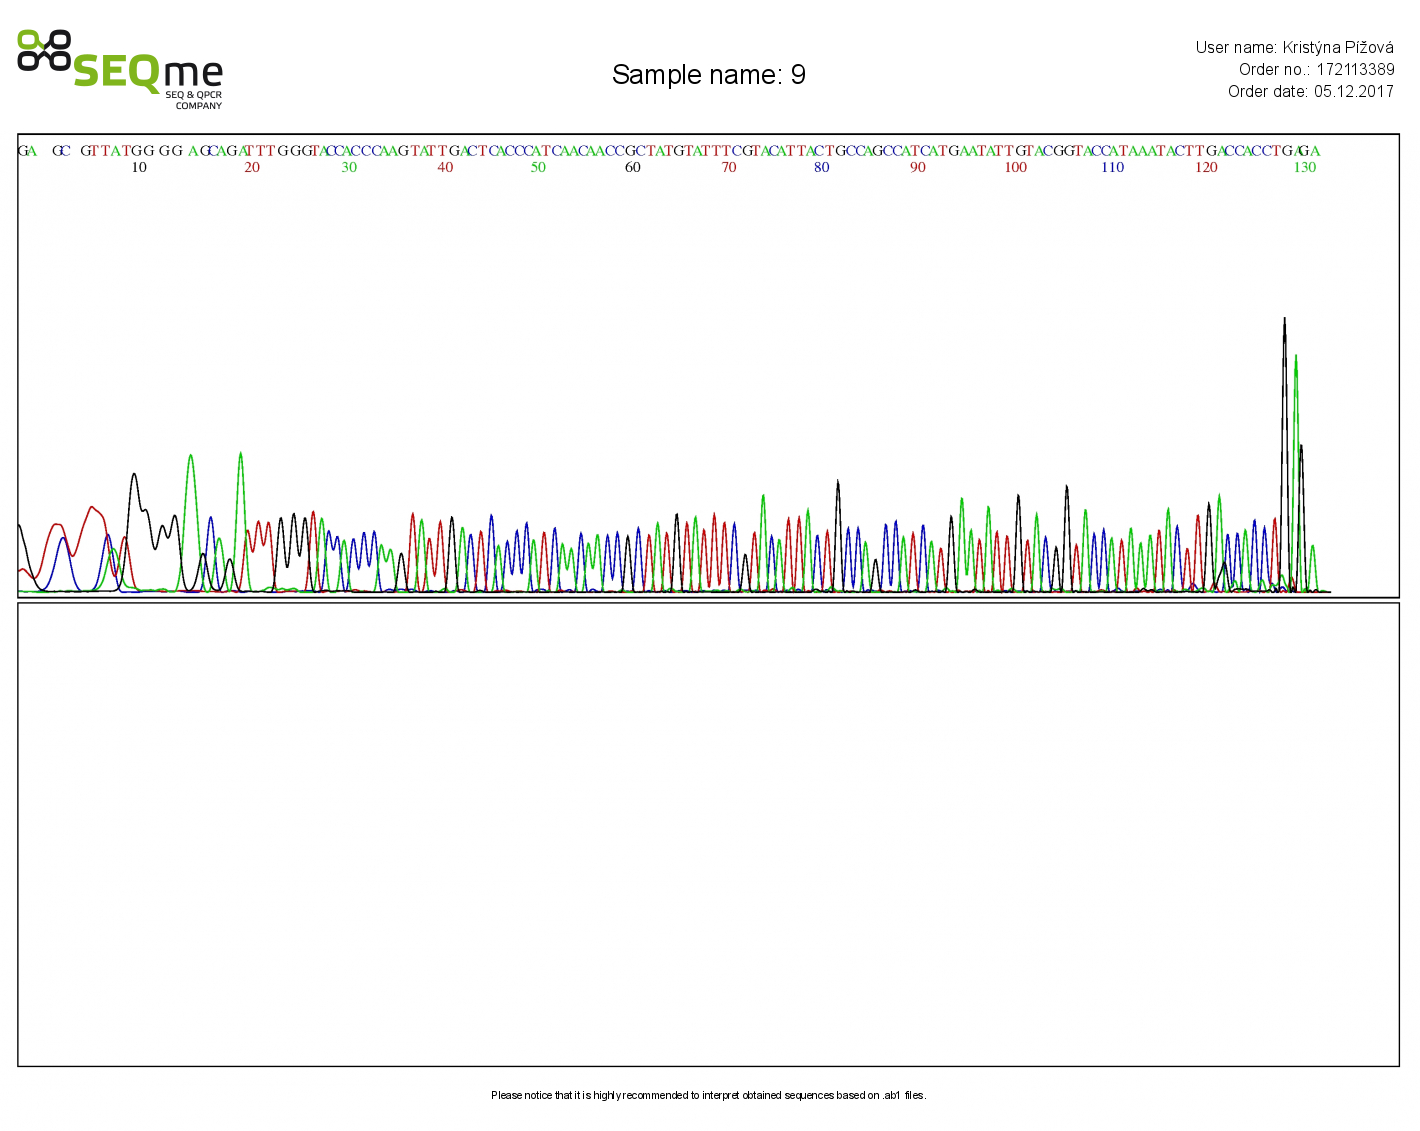 SEQme
SEQ & QPCR
COMPANY
Sample name: 9
User name: Kristýna Pížová
Order no.: 172113389
Order date: 05.12.2017
GA GC GTTATGG GG AGCAGATTTGGGTACCACCCAAGTATTGACTCACCCATCAACAACCGCTATGTATTTCGTACATTACTGCCAGCCATCATGAATATTGTACGGTACCATAAATACTTGACCACCTGAGA
10 20 30 40 50 60 70 80 90 100 110 120 130
Please notice that it is highly recommended to interpret obtained sequences based on .ab1 files.